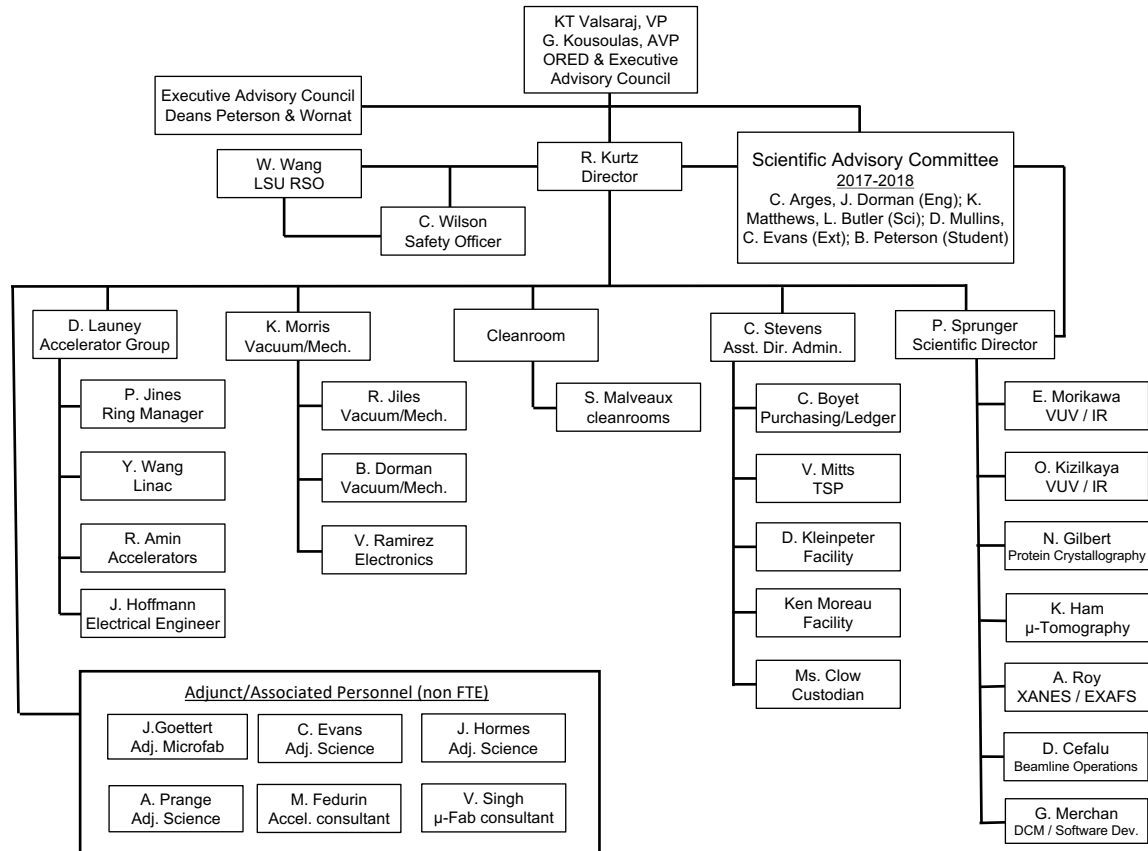 KT Valsaraj, VP
G. Kousoulas, AVP
ORED & Executive
Advisory Council
Executive Advisory Council
Deans Peterson & Wornat
W. Wang
LSU RSO
R. Kurtz
Director
Scientific Advisory Committee
2017-2018
C. Arges, J. Dorman (Eng); K.
Matthews, L. Butler (Sci); D. Mullins,
C. Evans (Ext); B. Peterson (Student)
C. Wilson
Safety Officer
D. Launey
Accelerator Group
K. Morris
Vacuum/Mech.
Cleanroom
C. Stevens
Asst. Dir. Admin.
P. Sprunger
Scientific Director
P. Jines
Ring Manager
Y. Wang
Linac
R. Amin
Accelerators
J. Hoffmann
Electrical Engineer
R. Jiles
Vacuum/Mech.
B. Dorman
Vacuum/Mech.
V. Ramirez
Electronics
S. Malveaux
cleanrooms
C. Boyet
Purchasing/Ledger
V. Mitts
TSP
D. Kleinpeter
Facility
Ken Moreau
Facility
Ms. Clow
Custodian
E. Morikawa
VUV / IR
O. Kizilkaya
VUV / IR
N. Gilbert
Protein Crystallography
K. Ham
μ-Tomography
A. Roy
XANES / EXAFS
D. Cefalu
Beamline Operations
G. Merchan
DCM / Software Dev.
Adjunct/Associated Personnel (non FTE)
J.Goettert
Adj. Microfab
C. Evans
Adj. Science
J. Hormes
Adj. Science
A. Prange
Adj. Science
M. Fedurin
Accel. consultant
V. Singh
μ-Fab consultant